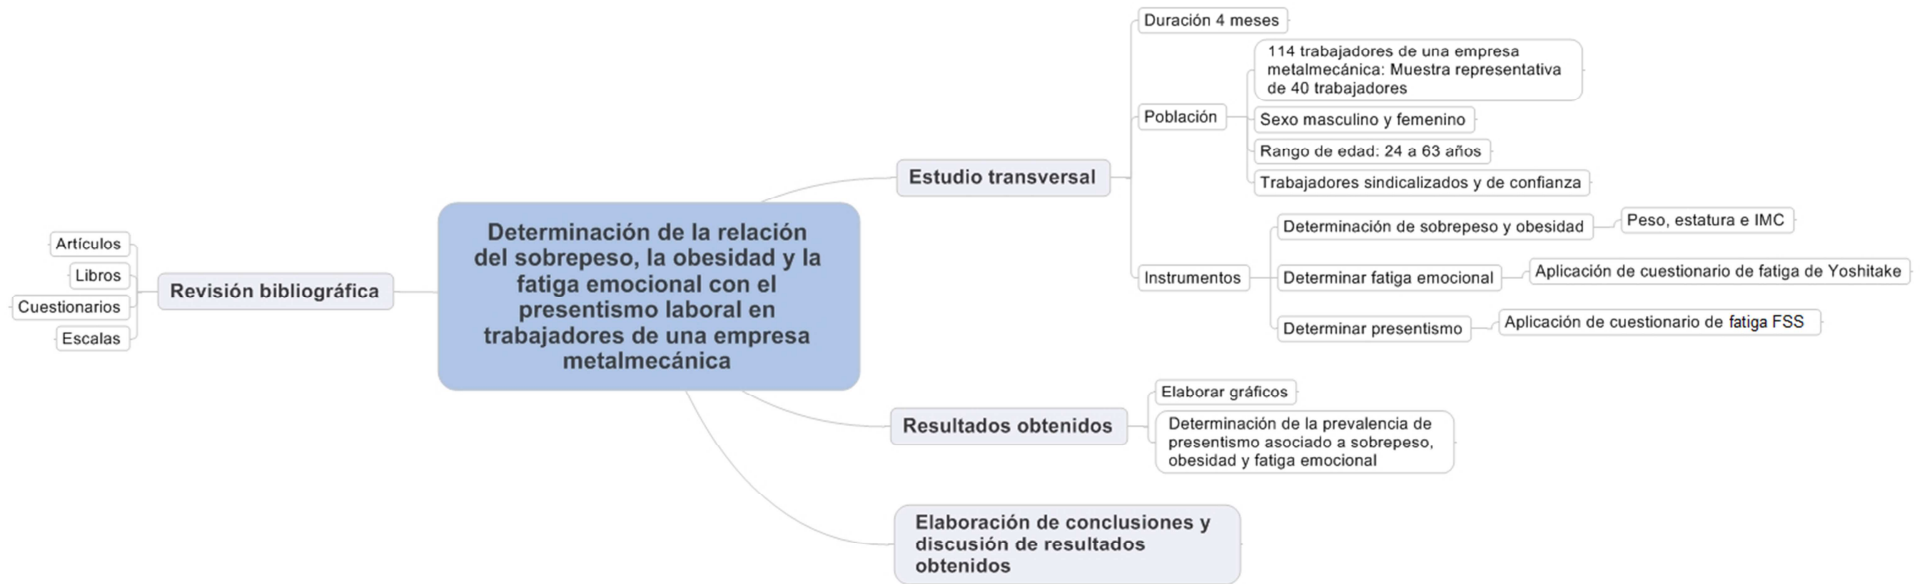 Determinación de la relación
del sobrepeso, la obesidad y la
fatiga emocional con el
presentismo laboral en
trabajadores de una empresa
metalmecánica
Revisión bibliográfica
Artículos
Libros
Cuestionarios
Escalas
Estudio transversal
Duración 4 meses
Población
114 trabajadores de una empresa
metalmecánica: Muestra representativa
de 40 trabajadores
Sexo masculino y femenino
Rango de edad: 24 a 63 años
Trabajadores sindicalizados y de confianza
Instrumentos
Determinación de sobrepeso y obesidad
Peso, estatura e IMC
Determinar fatiga emocional
Aplicación de cuestionario de fatiga de Yoshitake
Determinar presentismo
Aplicación de cuestionario de fatiga FSS
Resultados obtenidos
Elaborar gráficos
Determinación de la prevalencia de
presentismo asociado a sobrepeso,
obesidad y fatiga emocional
Elaboración de conclusiones y
discusión de resultados
obtenidos